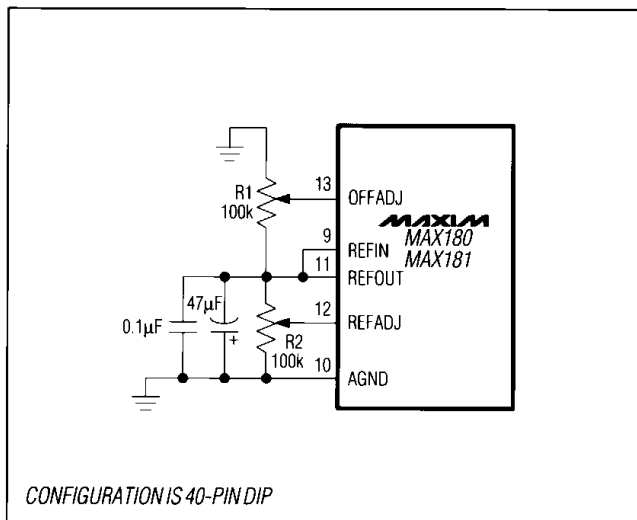 R1
100k
13
OFFADJ
MAXIM
MAX180
MAX181
9
REFIN
11
REFOUT
47µF
0.1µF
+
12
REFADJ
R2
100k
10
AGND
CONFIGURATION IS 40-PIN DIP